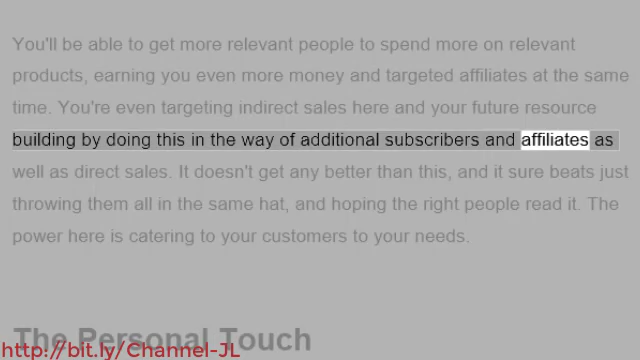 You'll be able to get more relevant people to spend more on relevant
products, earning you even more money and targeted affiliates at the same
time. You're even targeting indirect sales here and your future resource
building by doing this in the way of additional subscribers and affiliates as
well as direct sales. It doesn't get any better than this, and it sure beats just
throwing them all in the same hat, and hoping the right people read it. The
power here is catering to your customers to your needs.
The Personal Touch
http://bit.ly/Channel-JL